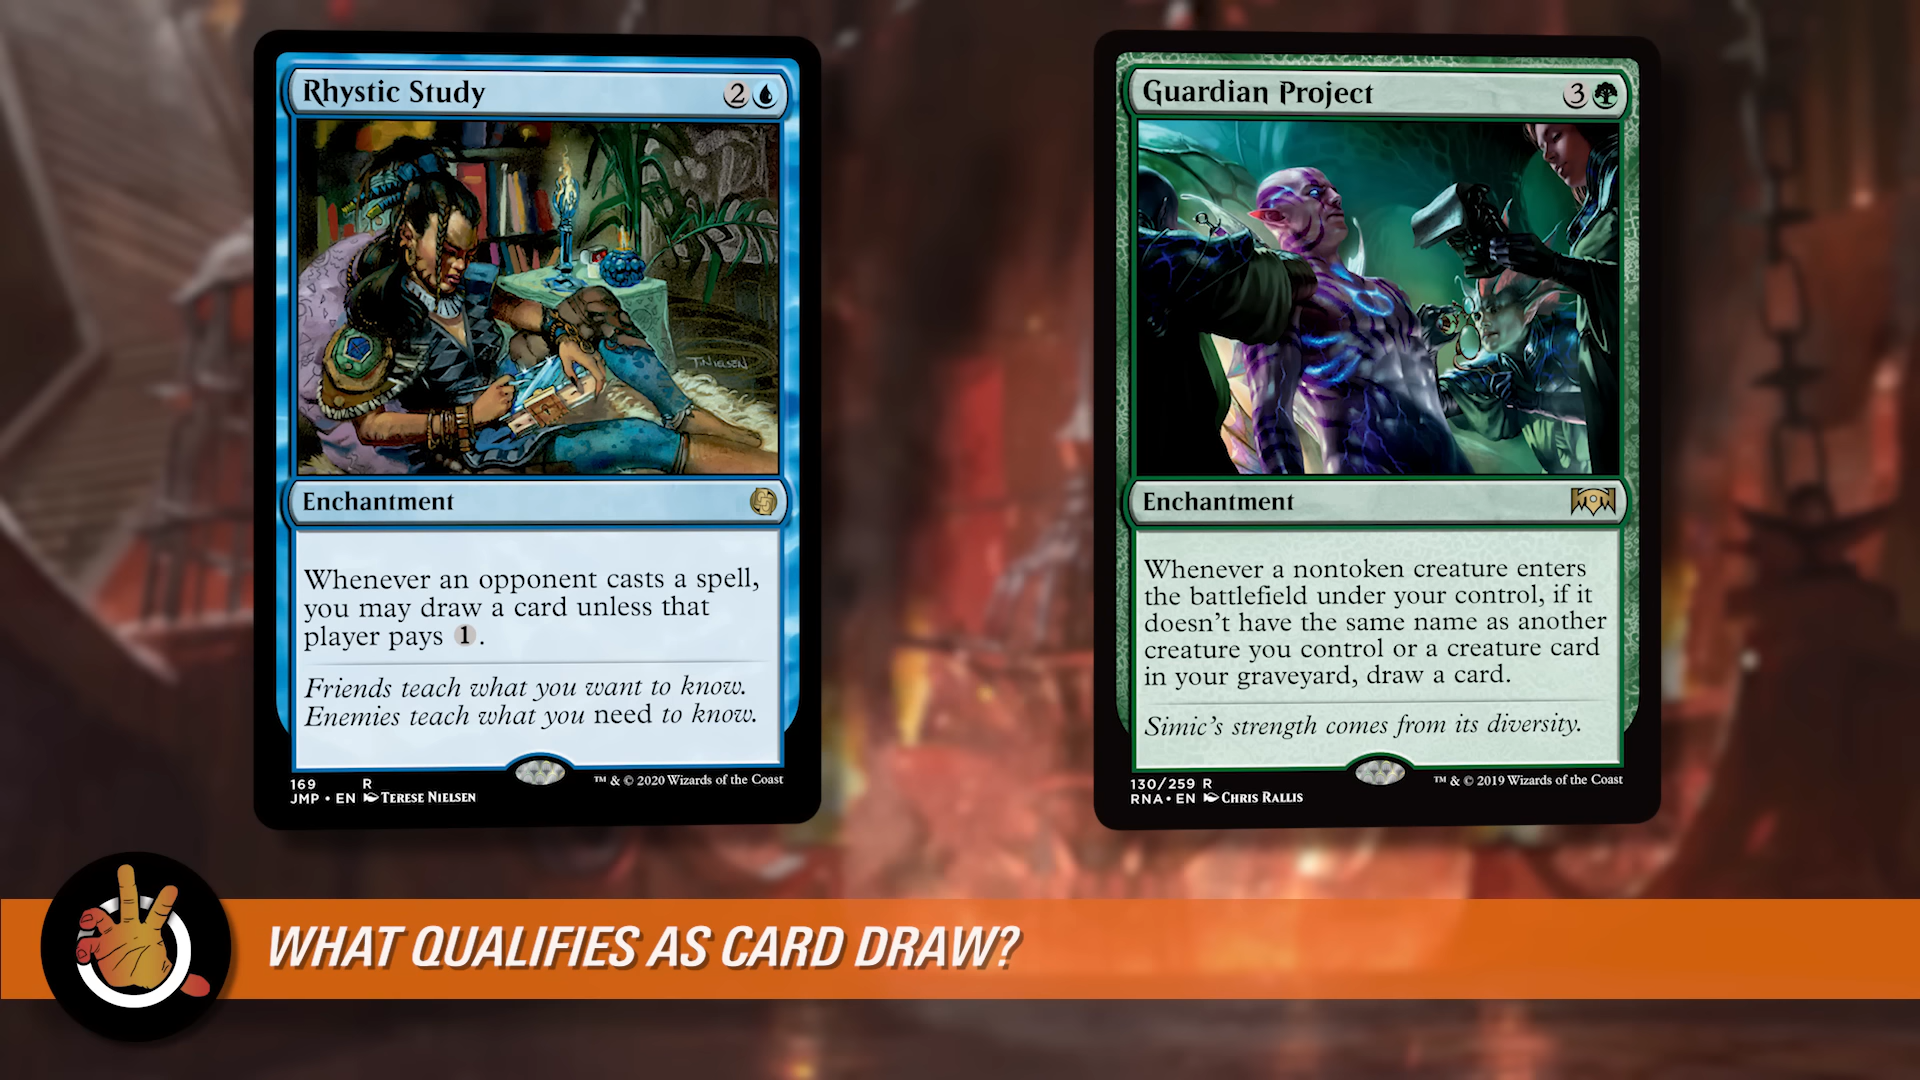 Rhystic Study 2
Enchantment
Whenever an opponent casts a spell,
you may draw a card unless that
player pays 1.
Friends teach what you want to know.
Enemies teach what you need to know.
169 R
JMP • EN TERESE NIELSEN
™ & © 2020 Wizards of the Coast
T.NIELSEN
Guardian Project 3
Enchantment
Whenever a nontoken creature enters
the battlefield under your control, if it
doesn't have the same name as another
creature you control or a creature card
in your graveyard, draw a card.
Simic's strength comes from its diversity.
130/259 R
RNA • EN CHRIS RALLIS
™ & © 2019 Wizards of the Coast
WHAT QUALIFIES AS CARD DRAW?